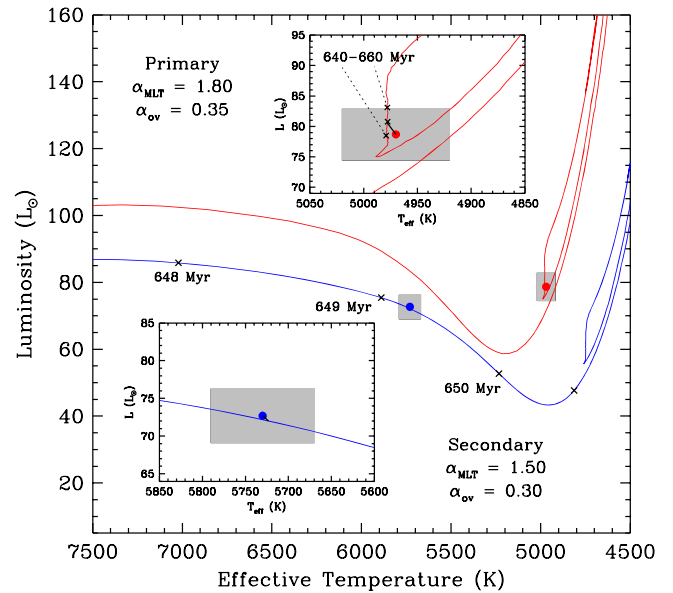 160
140
120
100
80
60
40
20
Luminosity (L☉)
7500 7000 6500 6000 5500 5000 4500
Effective Temperature (K)
Primary
αMLT = 1.80
αov = 0.35
95
90
85
80
75
70
L (L☉)
640-660 Myr
5050 5000 4950 4900 4850
Teff (K)
648 Myr
649 Myr
650 Myr
85
80
75
70
65
L (L☉)
5850 5800 5750 5700 5650 5600
Teff (K)
Secondary
αMLT = 1.50
αov = 0.30